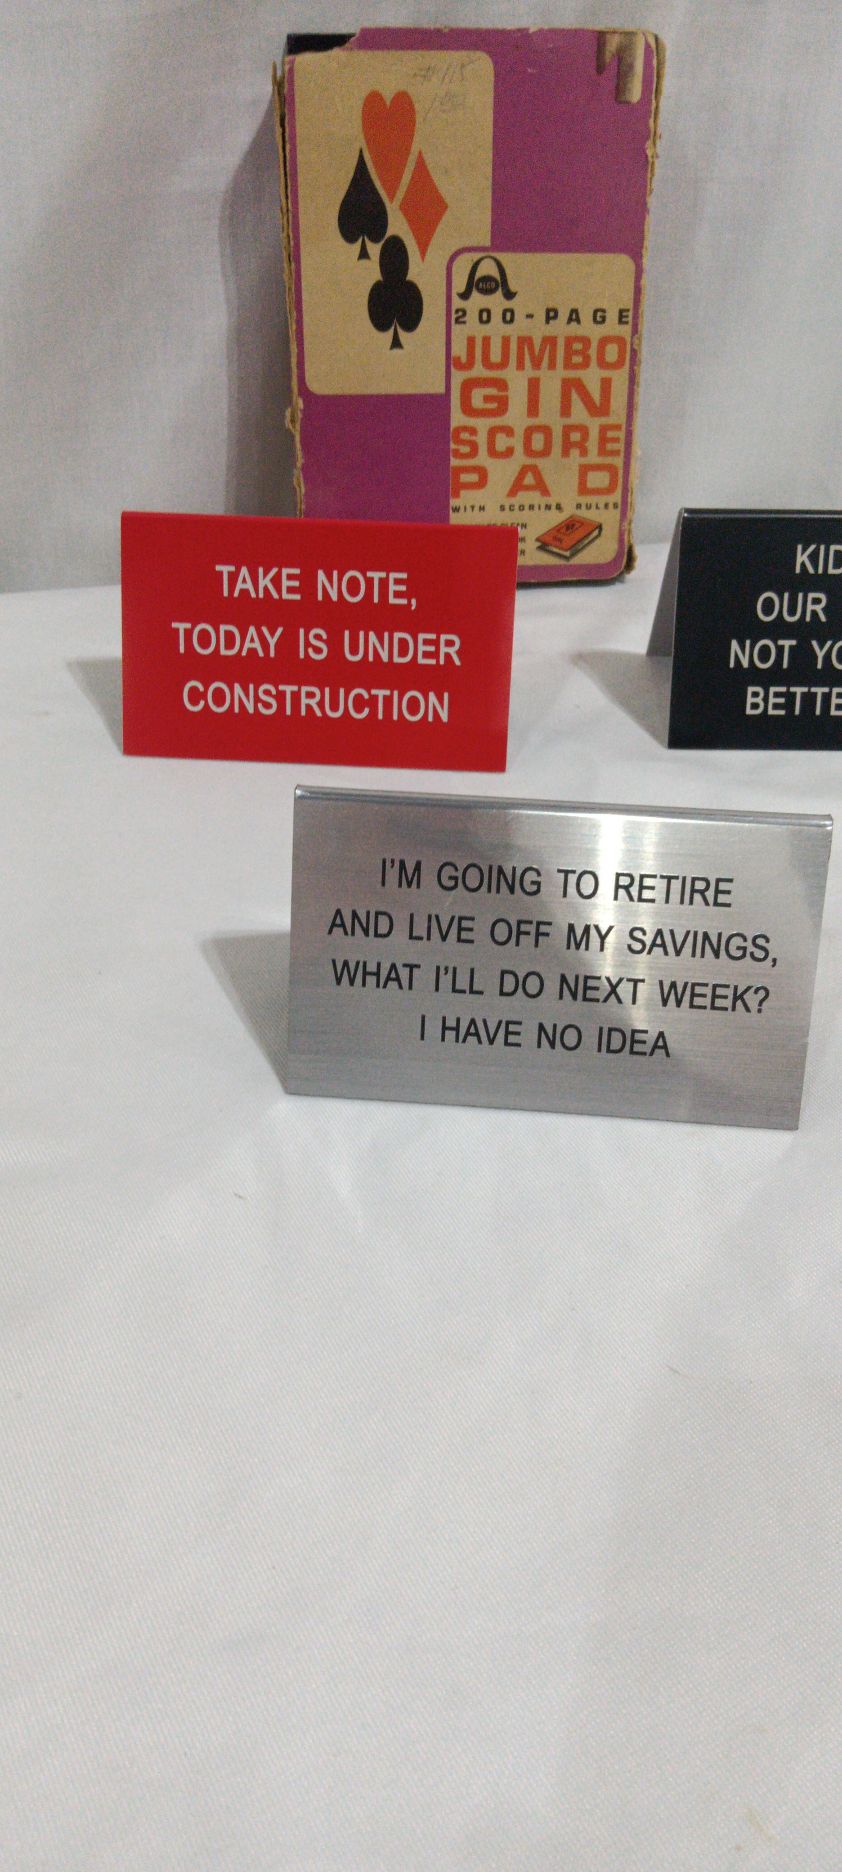 #115
ALCO
200-PAGE
JUMBO
GIN
SCORE
PAD
WITH SCORING RULES
TAKE NOTE,
TODAY IS UNDER
CONSTRUCTION
KID
OUR
NOT YO
BETTE
I'M GOING TO RETIRE
AND LIVE OFF MY SAVINGS,
WHAT I'LL DO NEXT WEEK?
I HAVE NO IDEA